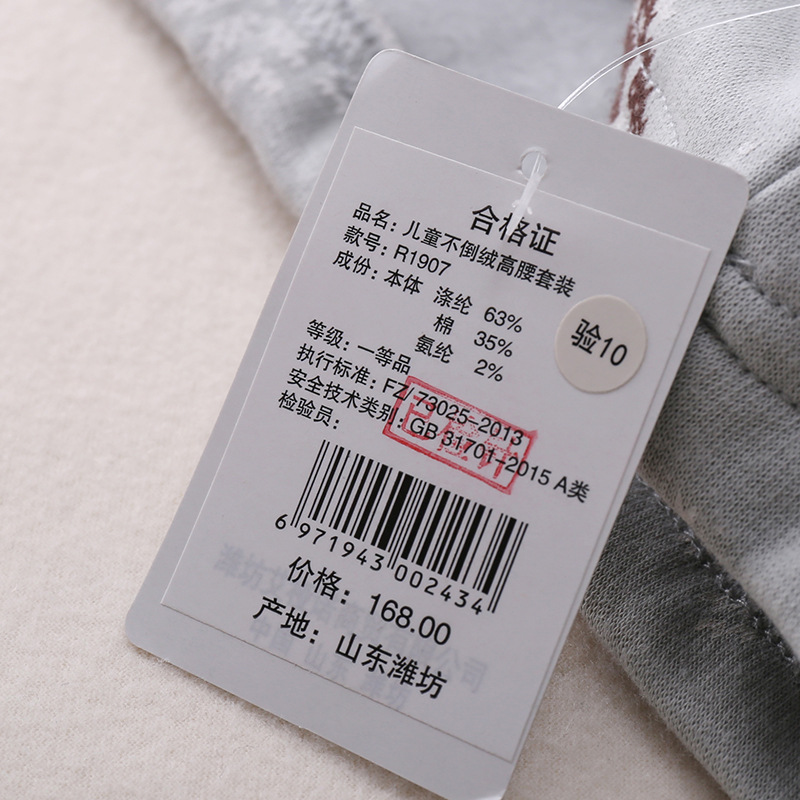 合格证
品名：儿童不倒绒高腰套装
款号：R1907
成份：本体 涤纶 63%
棉 35%
氨纶 2%
验10
等级：一等品
执行标准：FZ/ 73025-2013
安全技术类别：GB 31701-2015 A类
检验员：
已检针
6 971943 002434
价格：168.00
产地：山东潍坊